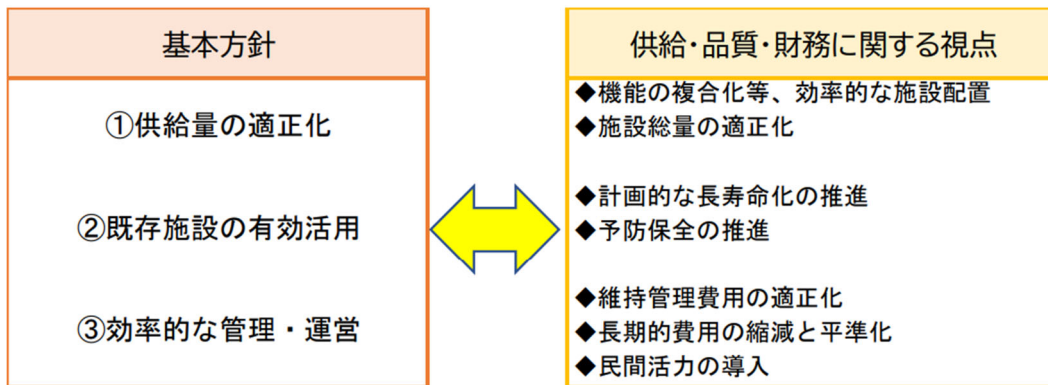 基本方針
①供給量の適正化
②既存施設の有効活用
③効率的な管理・運営
供給・品質・財務に関する視点
◆機能の複合化等、効率的な施設配置
◆施設総量の適正化
◆計画的な長寿命化の推進
◆予防保全の推進
◆維持管理費用の適正化
◆長期的費用の縮減と平準化
◆民間活力の導入